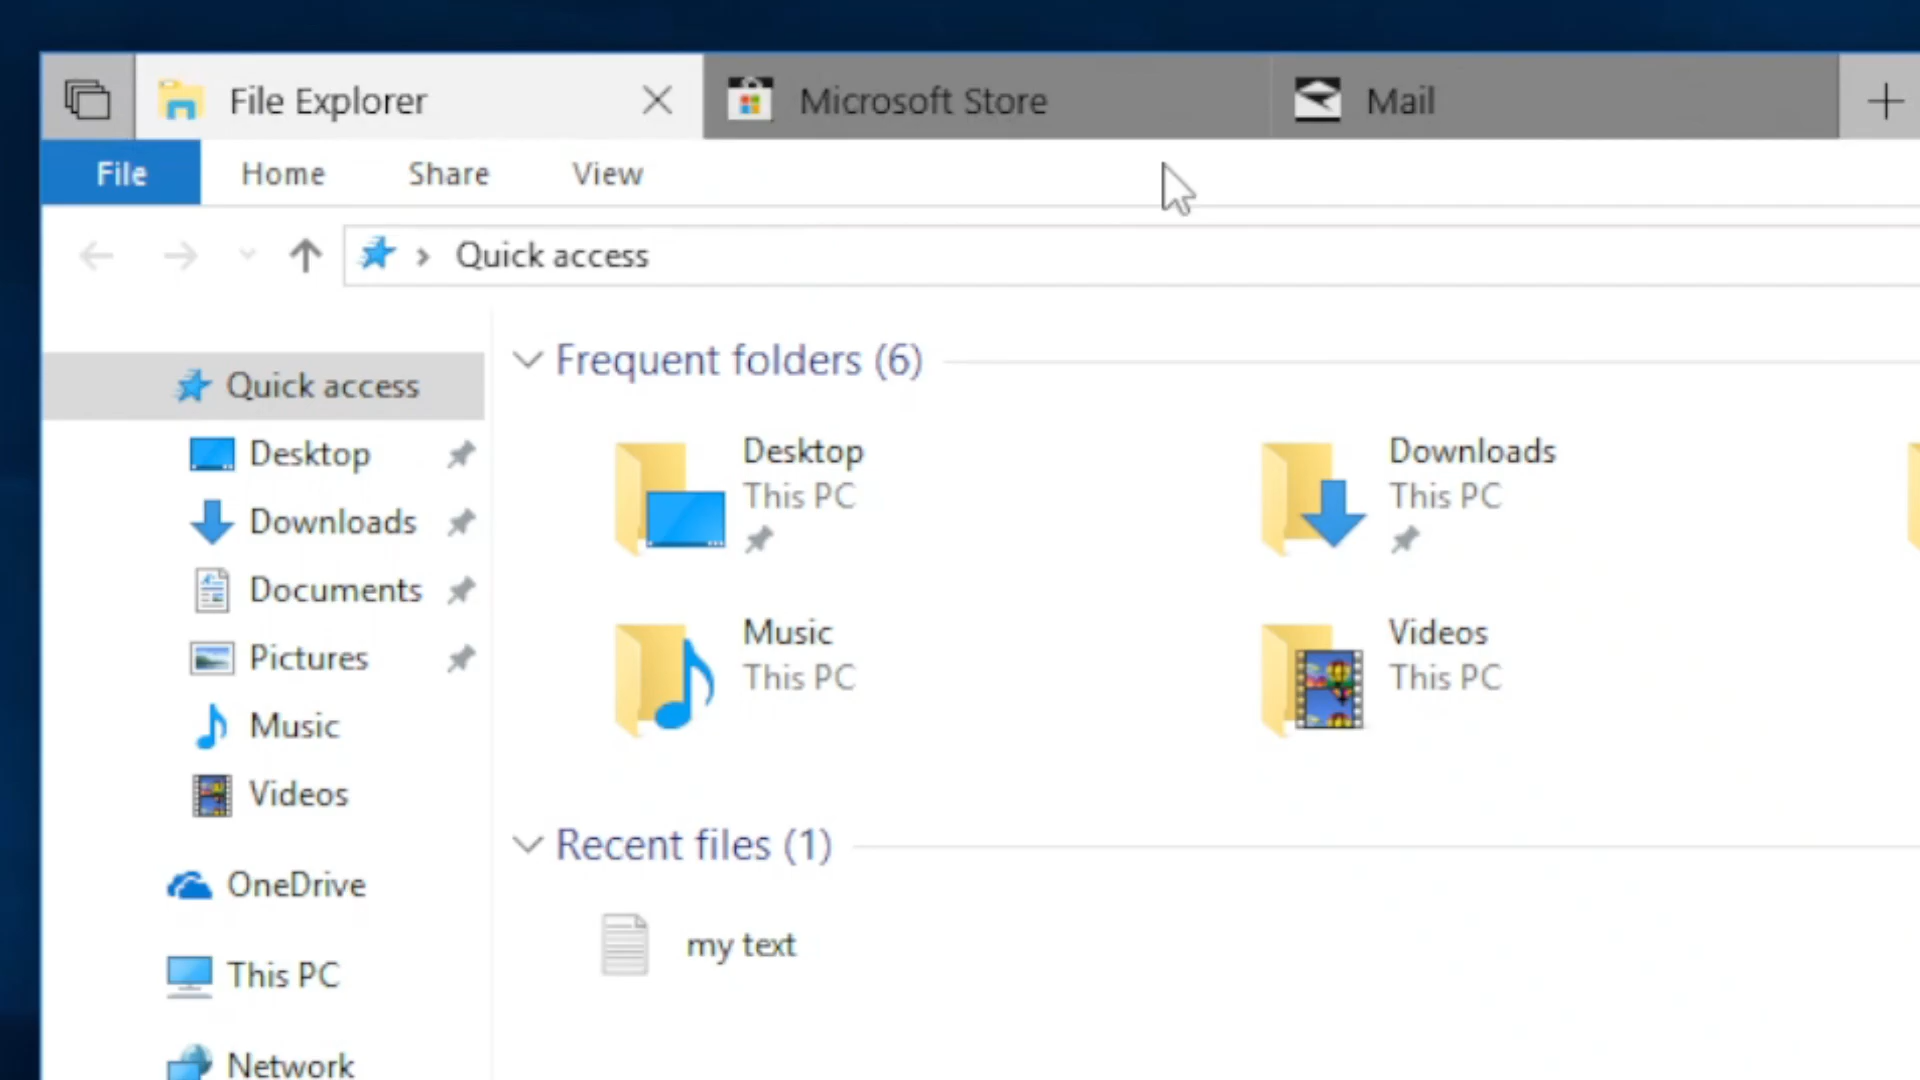 File Explorer
Microsoft Store
Mail
File
Home
Share
View
Quick access
Quick access
Desktop
Downloads
Documents
Pictures
Music
Videos
OneDrive
This PC
Network
Frequent folders (6)
Desktop
This PC
Downloads
This PC
Music
This PC
Videos
This PC
Recent files (1)
my text